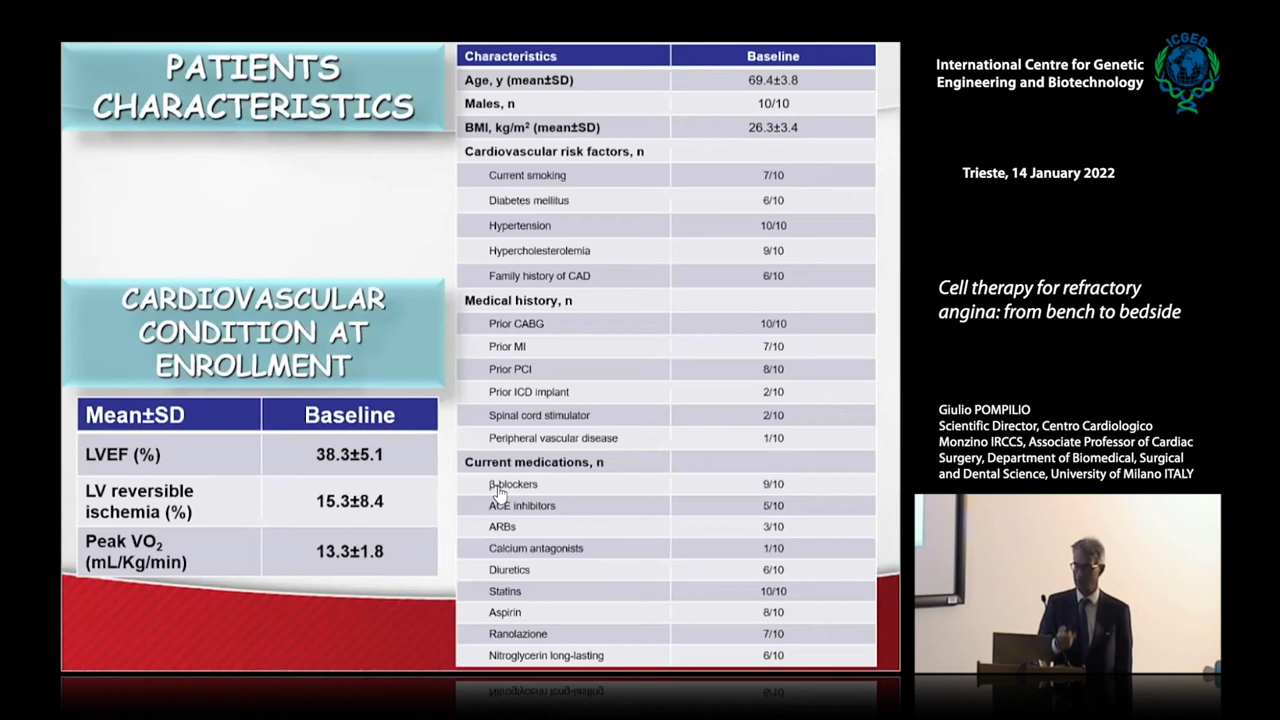 PATIENTS
CHARACTERISTICS
CARDIOVASCULAR
CONDITION AT
ENROLLMENT
Mean±SD Baseline
LVEF (%) 38.3±5.1
LV reversible
ischemia (%) 15.3±8.4
Peak VO₂
(mL/Kg/min) 13.3±1.8
Characteristics Baseline
Age, y (mean±SD) 69.4±3.8
Males, n 10/10
BMI, kg/m² (mean±SD) 26.3±3.4
Cardiovascular risk factors, n
Current smoking 7/10
Diabetes mellitus 6/10
Hypertension 10/10
Hypercholesterolemia 9/10
Family history of CAD 6/10
Medical history, n
Prior CABG 10/10
Prior MI 7/10
Prior PCI 8/10
Prior ICD implant 2/10
Spinal cord stimulator 2/10
Peripheral vascular disease 1/10
Current medications, n
β-blockers 9/10
ACE inhibitors 5/10
ARBs 3/10
Calcium antagonists 1/10
Diuretics 6/10
Statins 10/10
Aspirin 8/10
Ranolazione 7/10
Nitroglycerin long-lasting 6/10
International Centre for Genetic
Engineering and Biotechnology
ICGEB
Trieste, 14 January 2022
Cell therapy for refractory
angina: from bench to bedside
Giulio POMPILIO
Scientific Director, Centro Cardiologico
Monzino IRCCS, Associate Professor of Cardiac
Surgery, Department of Biomedical, Surgical
and Dental Science, University of Milano ITALY